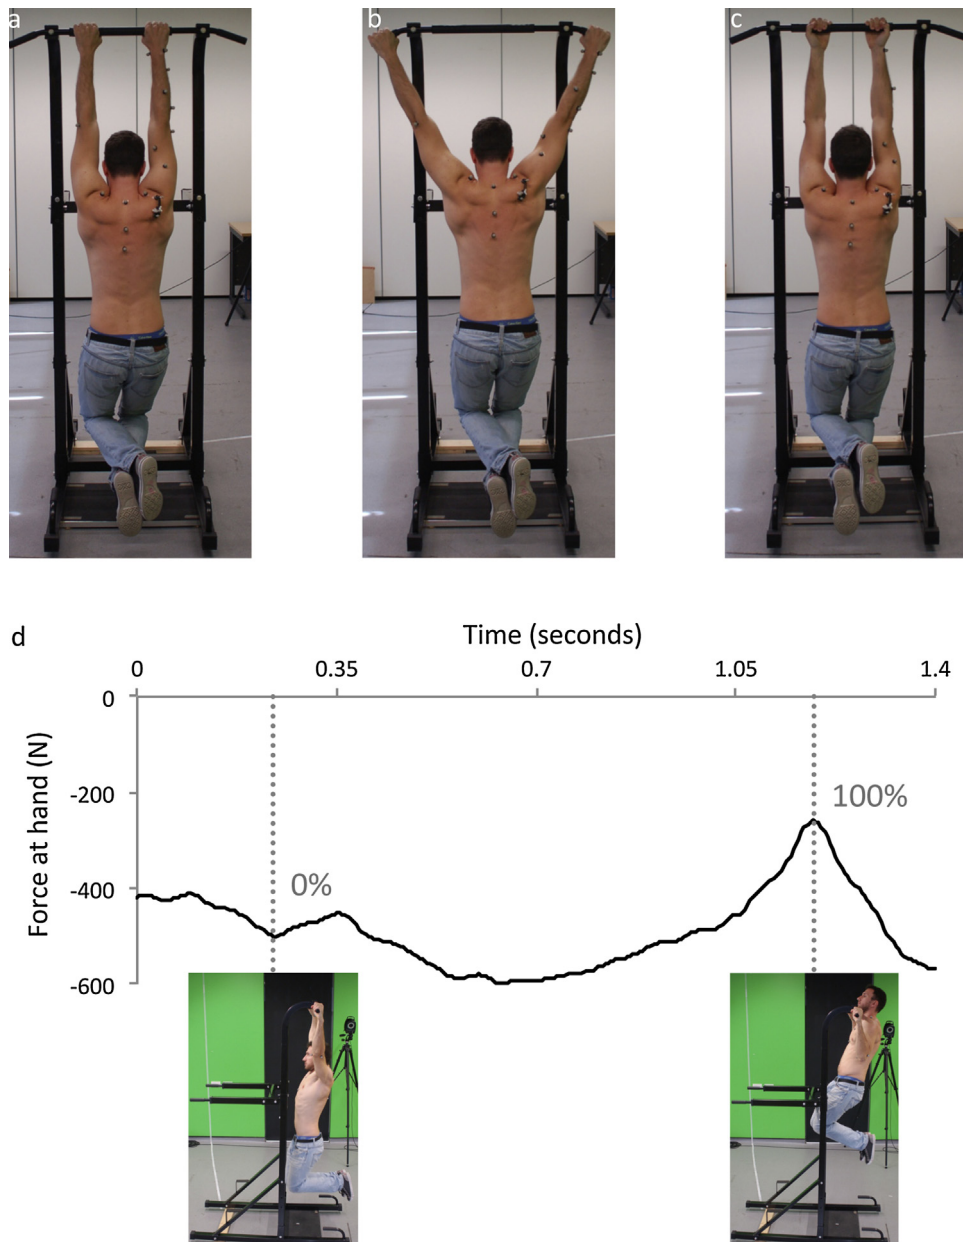 a
b
c
d
Time (seconds)
0 0.35 0.7 1.05 1.4
0
-200
-400
-600
Force at hand (N)
0%
100%